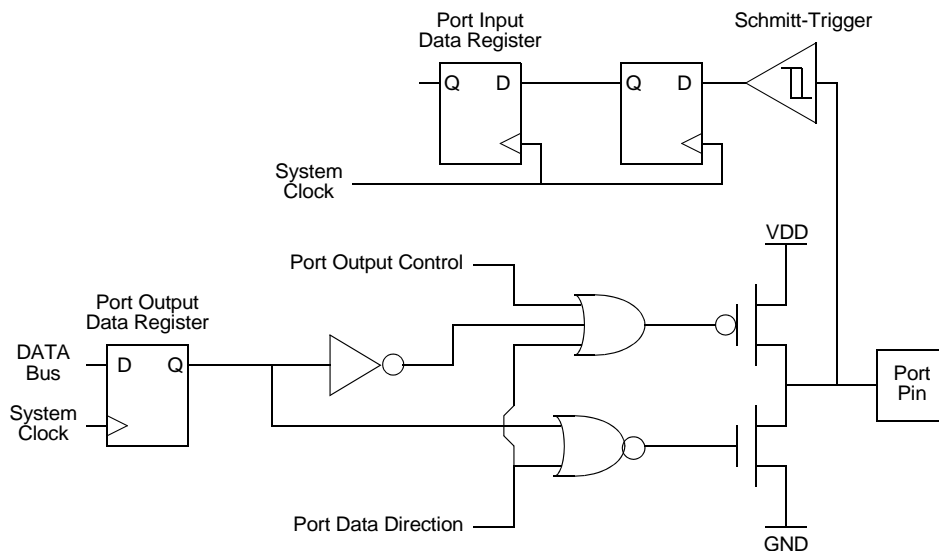 Port Input
Data Register
Schmitt-Trigger
Q
D
Q
D
System
Clock
VDD
Port Output Control
Port Output
Data Register
DATA
Bus
D
Q
System
Clock
Port
Pin
Port Data Direction
GND